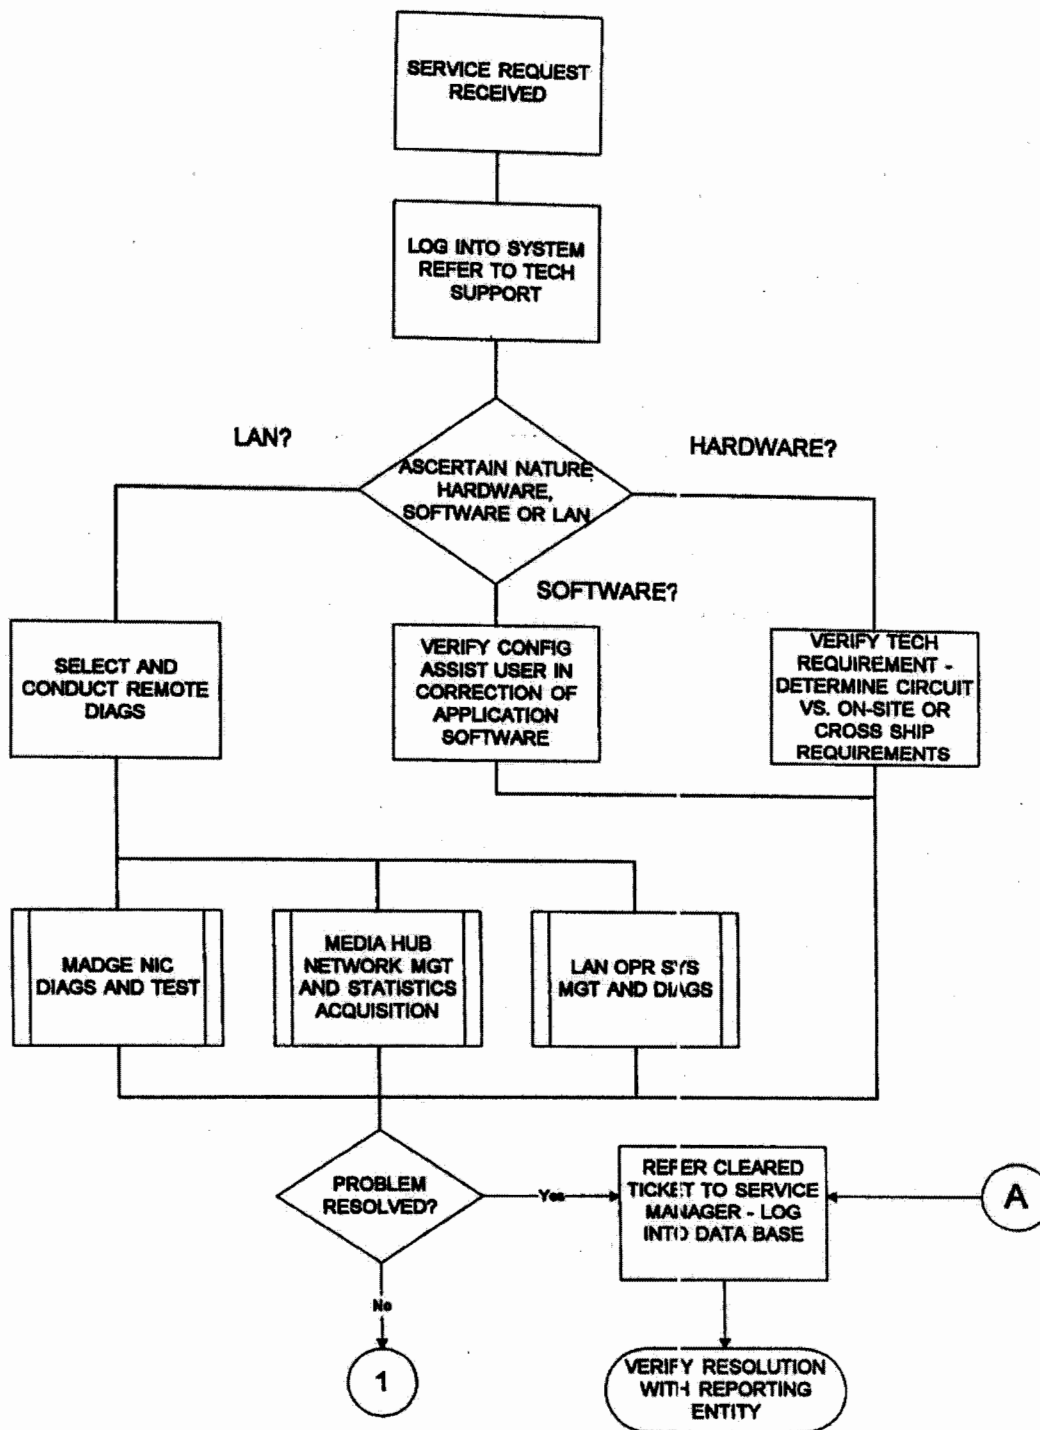 SERVICE REQUEST
RECEIVED
LOG INTO SYSTEM
REFER TO TECH
SUPPORT
LAN?
HARDWARE?
ASCERTAIN NATURE
HARDWARE,
SOFTWARE OR LAN
SOFTWARE?
SELECT AND
CONDUCT REMOTE
DIAGS
VERIFY CONFIG
ASSIST USER IN
CORRECTION OF
APPLICATION
SOFTWARE
VERIFY TECH
REQUIREMENT -
DETERMINE CIRCUIT
VS. ON-SITE OR
CROSS SHIP
REQUIREMENTS
MADGE NIC
DIAGS AND TEST
MEDIA HUB
NETWORK MGT
AND STATISTICS
ACQUISITION
LAN OPR SYS
MGT AND DIAGS
PROBLEM
RESOLVED?
Yes
REFER CLEARED
TICKET TO SERVICE
MANAGER - LOG
INTO DATA BASE
A
No
1
VERIFY RESOLUTION
WITH REPORTING
ENTITY